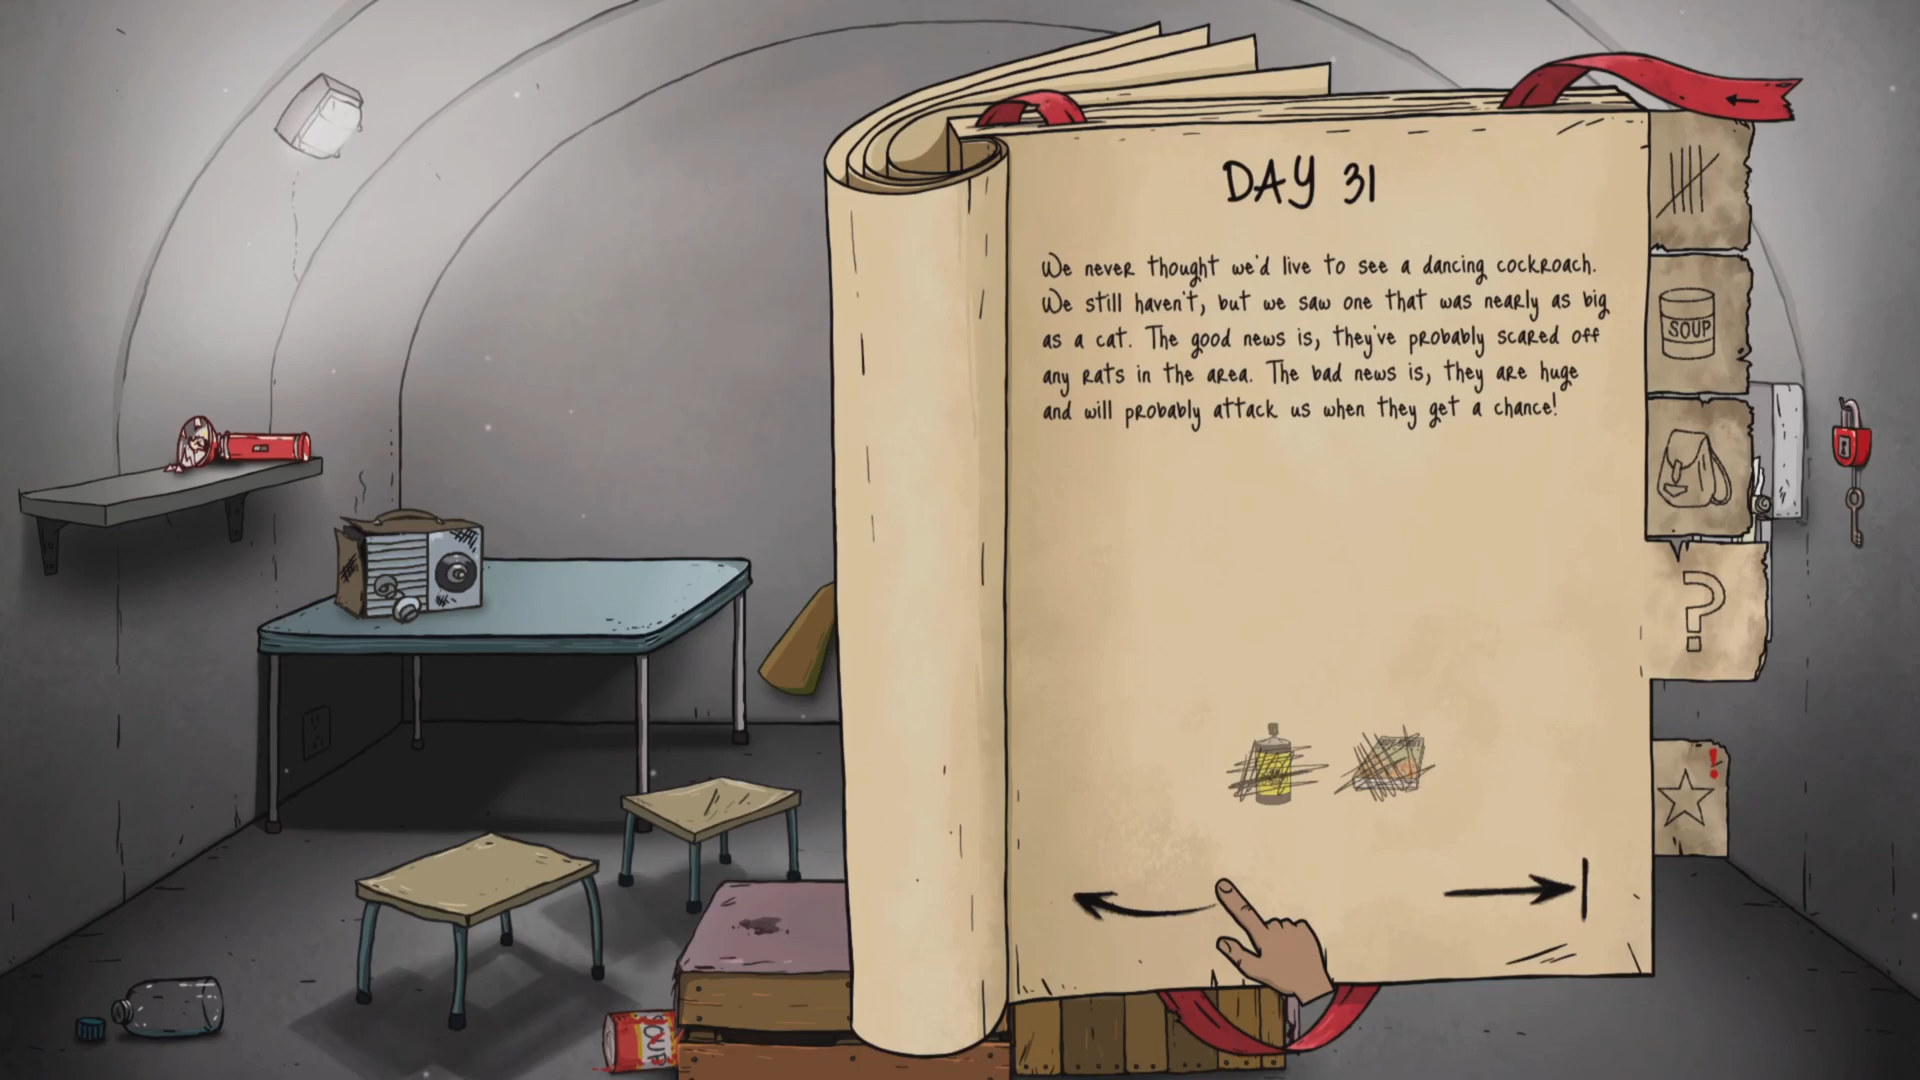 DAY 31
We never thought we'd live to see a dancing cockroach.
We still haven't, but we saw one that was nearly as big
as a cat. The good news is, they've probably scared off
any rats in the area. The bad news is, they are huge
and will probably attack us when they get a chance!
SOUP
?
!
SOUP